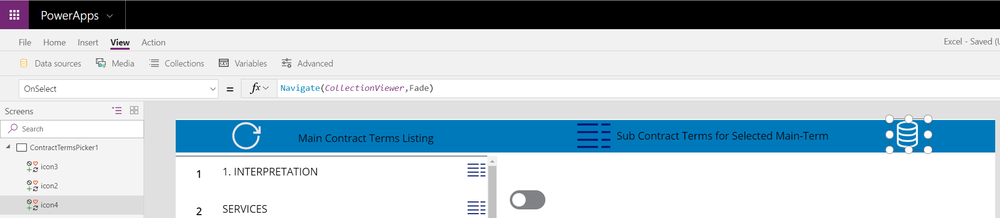 PowerApps
File Home Insert View Action
Excel - Saved (U
Data sources Media Collections (x) Variables Advanced
OnSelect = fx Navigate(CollectionViewer,Fade)
Screens
Search
ContractTermsPicker1
icon3
icon2
icon4
Main Contract Terms Listing
Sub Contract Terms for Selected Main-Term
1 1. INTERPRETATION
2 SERVICES